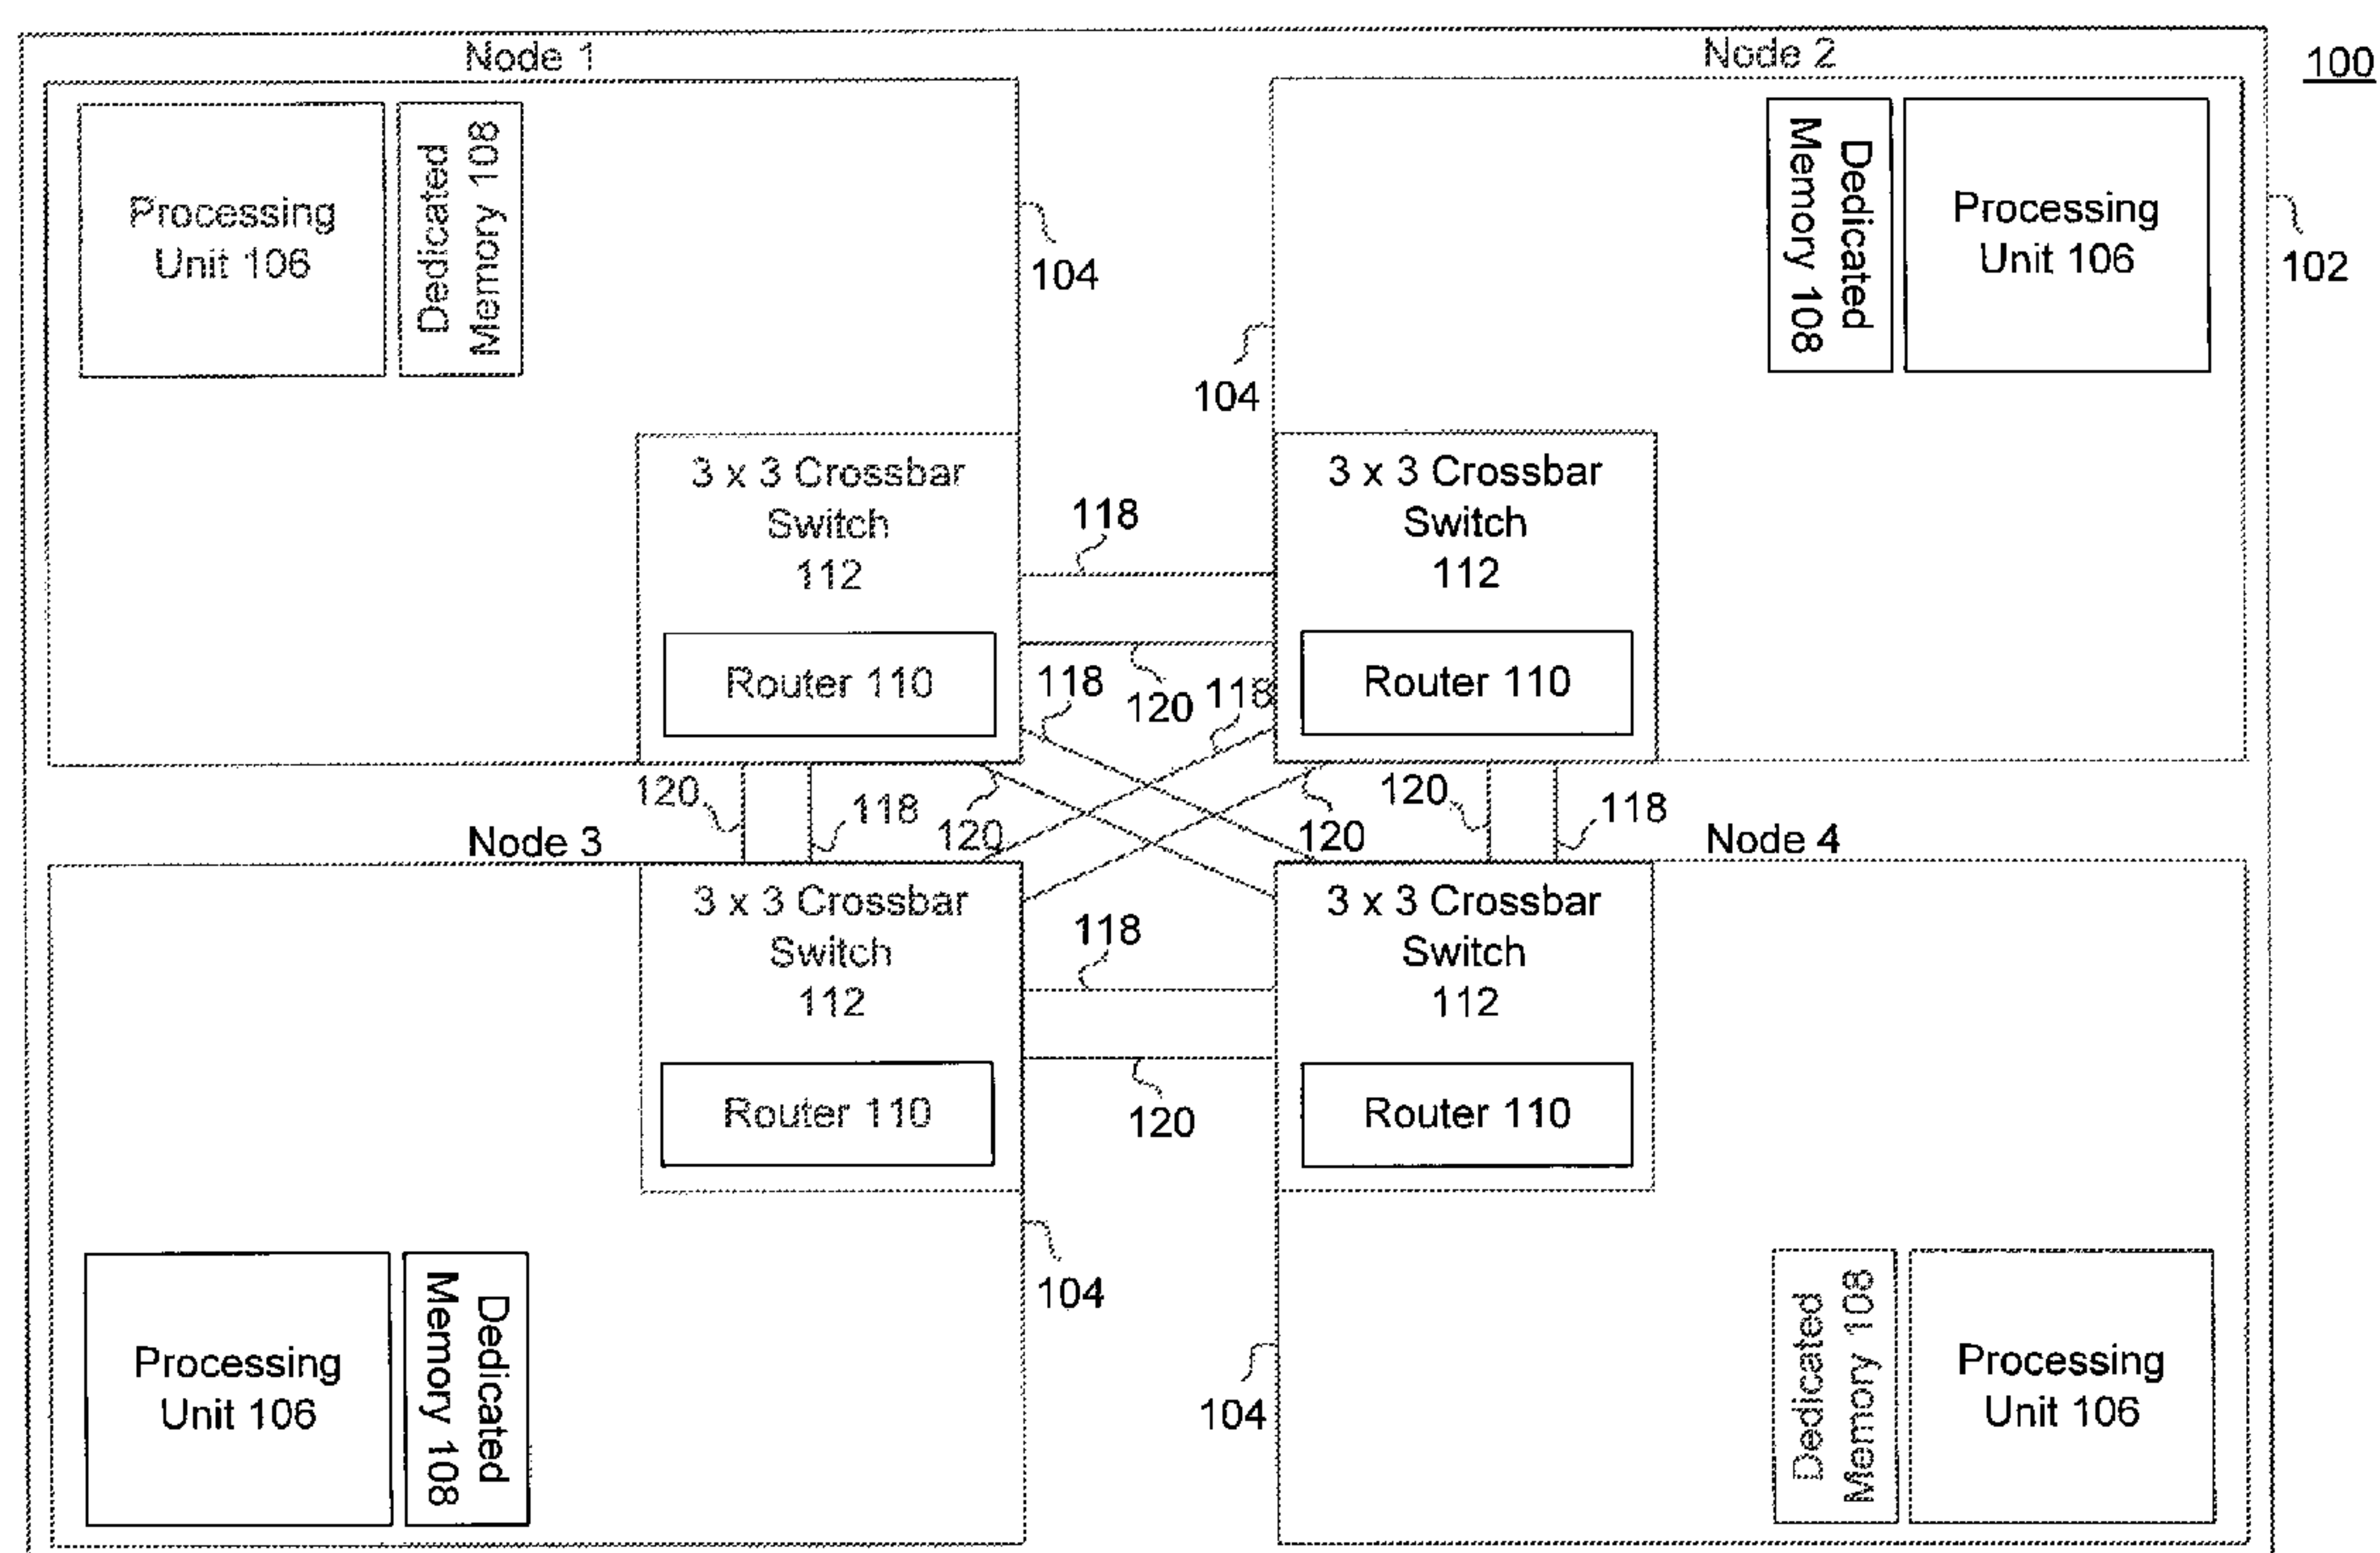 Node 1
Node 2
100
Processing
Unit 106
Dedicated
Memory 108
Dedicated
Memory 108
Processing
Unit 106
104
102
104
3 x 3 Crossbar
Switch
112
Router 110
118
3 x 3 Crossbar
Switch
112
Router 110
118
120
118
120
118
120
120
120
118
Node 3
Node 4
3 x 3 Crossbar
Switch
112
Router 110
118
120
3 x 3 Crossbar
Switch
112
Router 110
104
104
Processing
Unit 106
Dedicated
Memory 108
Dedicated
Memory 108
Processing
Unit 106